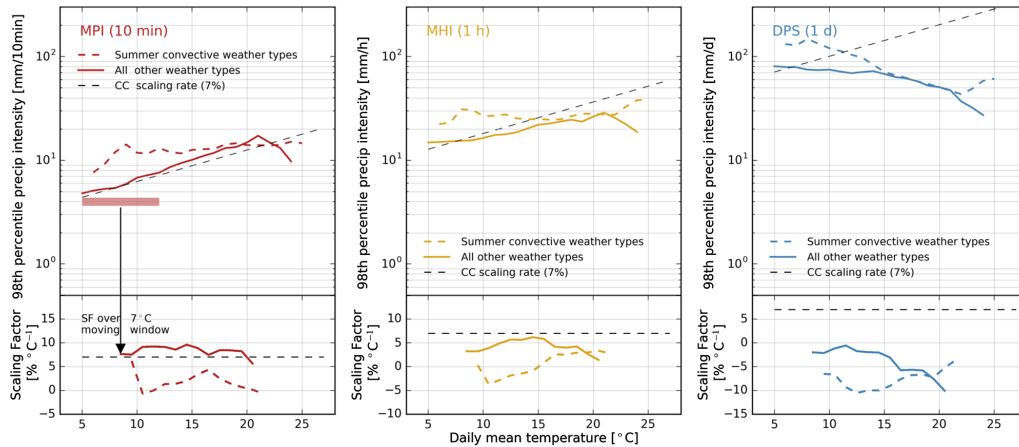 MPI (10 min)
Summer convective weather types
All other weather types
CC scaling rate (7%)
98th percentile precip intensity [mm/10min]
10²
10¹
10⁰
MHI (1 h)
Summer convective weather types
All other weather types
CC scaling rate (7%)
98th percentile precip intensity [mm/h]
10²
10¹
10⁰
DPS (1 d)
Summer convective weather types
All other weather types
CC scaling rate (7%)
98th percentile precip intensity [mm/d]
10²
10¹
10⁰
SF over 7°C
moving window
Scaling Factor
[% °C⁻¹]
15
10
5
0
−5
5 10 15 20 25
Scaling Factor
[% °C⁻¹]
10
5
0
−5
−10
5 10 15 20 25
Daily mean temperature [°C]
Scaling Factor
[% °C⁻¹]
5
0
−5
−10
−15
5 10 15 20 25